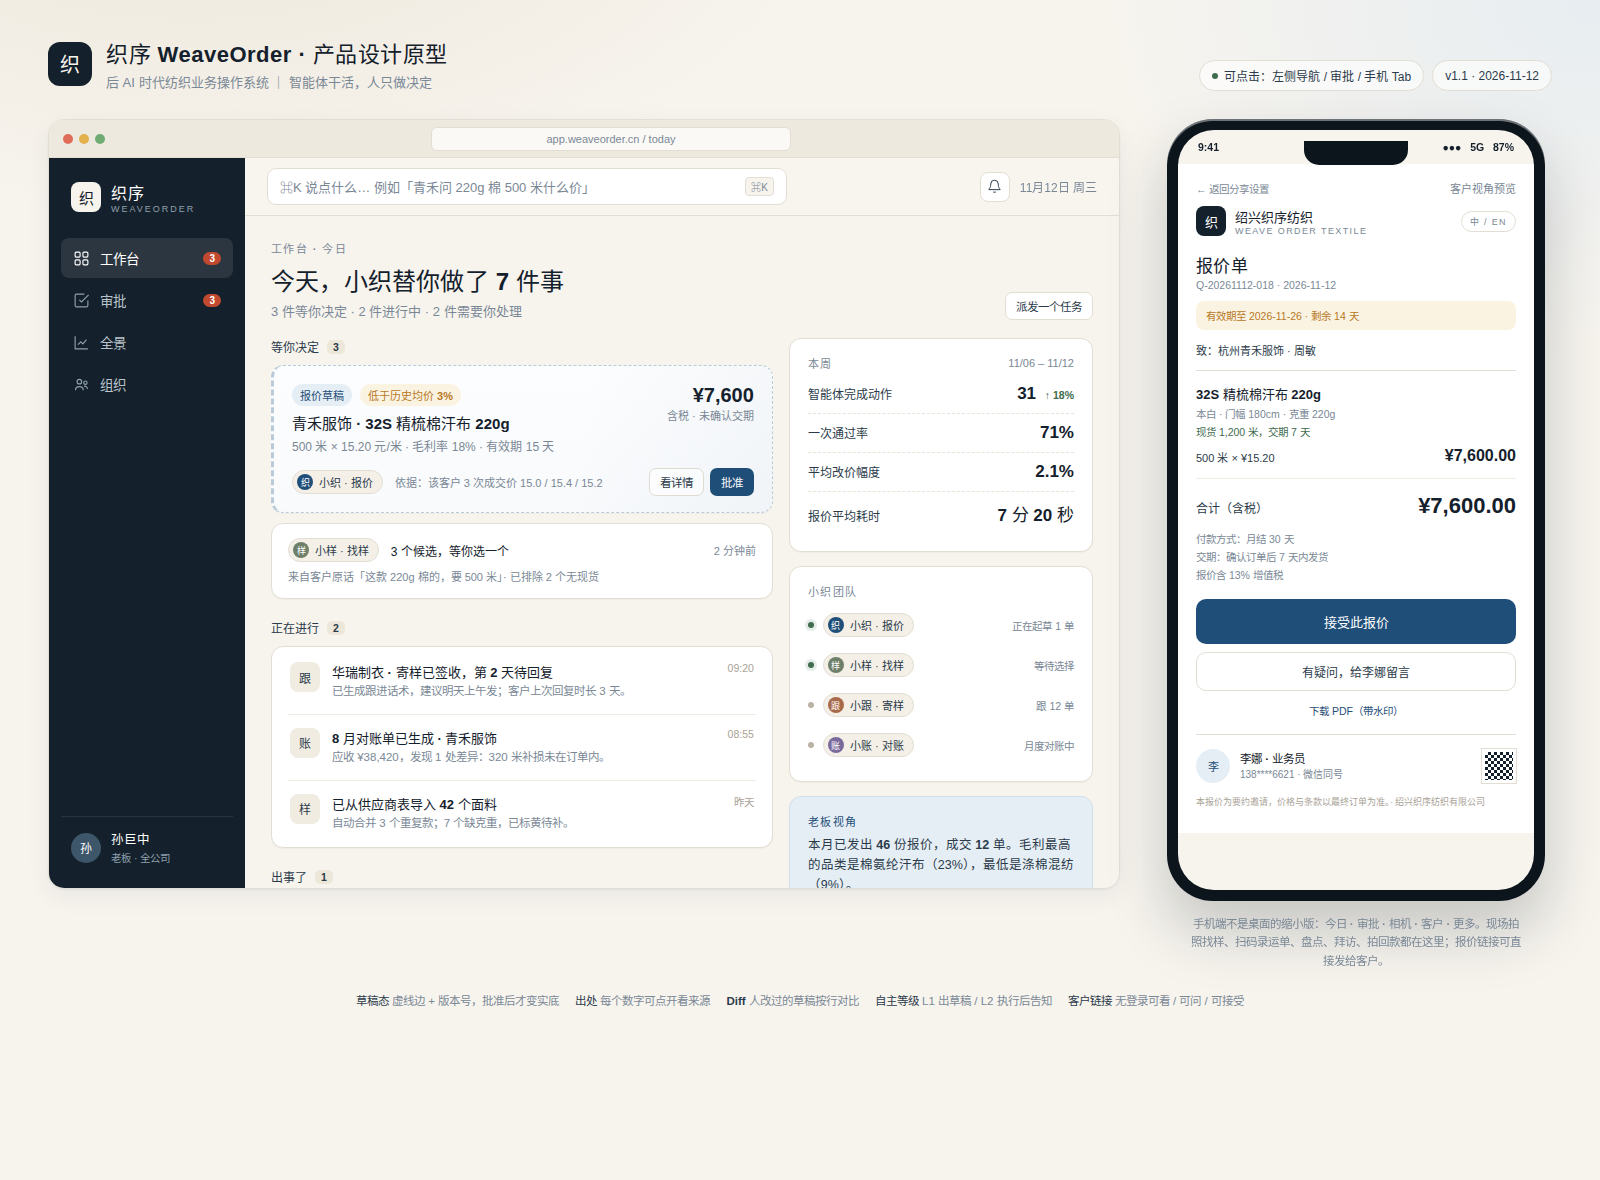 织
织序 WeaveOrder · 产品设计原型
后 AI 时代纺织业务操作系统 | 智能体干活，人只做决定
可点击：左侧导航 / 审批 / 手机 Tab
v1.1 · 2026-11-12
app.weaveorder.cn / today
织
织序
WEAVEORDER
工作台 3
审批 3
全景
组织
孙
孙巨中
老板 · 全公司
⌘K 说点什么… 例如「青禾问 220g 棉 500 米什么价」
⌘K
11月12日 周三
工作台 · 今日
今天，小织替你做了 7 件事
3 件等你决定 · 2 件进行中 · 2 件需要你处理
派发一个任务
等你决定 3
报价草稿 低于历史均价 3%
¥7,600
含税 · 未确认交期
青禾服饰 · 32S 精梳棉汗布 220g
500 米 × 15.20 元/米 · 毛利率 18% · 有效期 15 天
织 小织 · 报价 依据：该客户 3 次成交价 15.0 / 15.4 / 15.2
看详情 批准
样 小样 · 找样 3 个候选，等你选一个 2 分钟前
来自客户原话「这款 220g 棉的，要 500 米」· 已排除 2 个无现货
正在进行 2
跟 华瑞制衣 · 寄样已签收，第 2 天待回复 09:20
已生成跟进话术，建议明天上午发；客户上次回复时长 3 天。
账 8 月对账单已生成 · 青禾服饰 08:55
应收 ¥38,420，发现 1 处差异：320 米补损未在订单内。
样 已从供应商表导入 42 个面料 昨天
自动合并 3 个重复款；7 个缺克重，已标黄待补。
出事了 1
本周 11/06 – 11/12
智能体完成动作 31 ↑ 18%
一次通过率 71%
平均改价幅度 2.1%
报价平均耗时 7 分 20 秒
小织团队
织 小织 · 报价 正在起草 1 单
样 小样 · 找样 等待选择
跟 小跟 · 寄样 跟 12 单
账 小账 · 对账 月度对账中
老板视角
本月已发出 46 份报价，成交 12 单。毛利最高
的品类是棉氨纶汗布（23%），最低是涤棉混纺
（9%）。
9:41
●●● 5G 87%
← 返回分享设置 客户视角预览
织
绍兴织序纺织
WEAVE ORDER TEXTILE
中 / EN
报价单
Q-20261112-018 · 2026-11-12
有效期至 2026-11-26 · 剩余 14 天
致：杭州青禾服饰 · 周敏
32S 精梳棉汗布 220g
本白 · 门幅 180cm · 克重 220g
现货 1,200 米，交期 7 天
500 米 × ¥15.20 ¥7,600.00
合计（含税） ¥7,600.00
付款方式：月结 30 天
交期：确认订单后 7 天内发货
报价含 13% 增值税
接受此报价
有疑问，给李娜留言
下载 PDF（带水印）
李
李娜 · 业务员
138****6621 · 微信同号
本报价为要约邀请，价格与条款以最终订单为准。· 绍兴织序纺织有限公司
手机端不是桌面的缩小版：今日 · 审批 · 相机 · 客户 · 更多。现场拍
照找样、扫码录运单、盘点、拜访、拍回款都在这里；报价链接可直
接发给客户。
草稿态 虚线边 + 版本号，批准后才变实底 出处 每个数字可点开看来源 Diff 人改过的草稿按行对比 自主等级 L1 出草稿 / L2 执行后告知 客户链接 无登录可看 / 可问 / 可接受